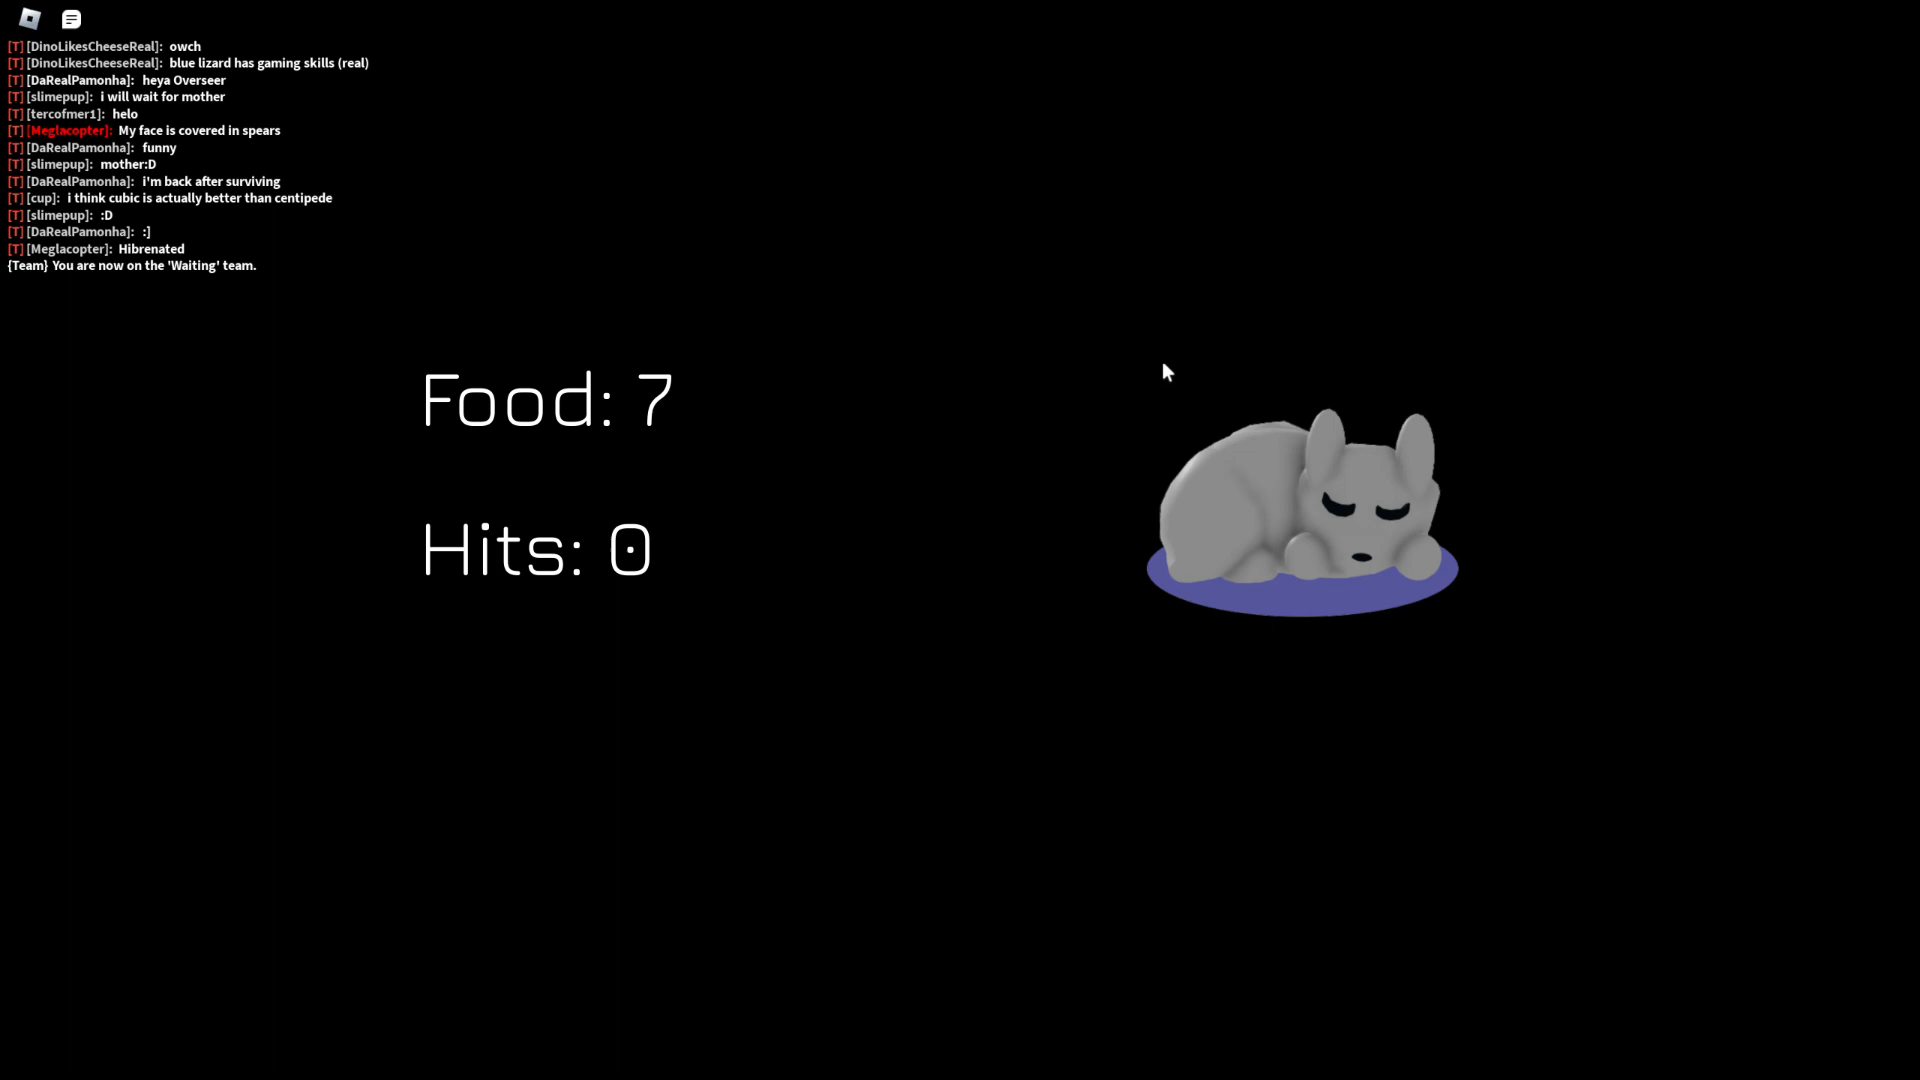 [T] [DinoLikesCheeseReal]: owch
[T] [DinoLikesCheeseReal]: blue lizard has gaming skills (real)
[T] [DaRealPamonha]: heya Overseer
[T] [slimepup]: i will wait for mother
[T] [tercofmer1]: helo
[T] [Meglacopter]: My face is covered in spears
[T] [DaRealPamonha]: funny
[T] [slimepup]: mother:D
[T] [DaRealPamonha]: i'm back after surviving
[T] [cup]: i think cubic is actually better than centipede
[T] [slimepup]: :D
[T] [DaRealPamonha]: :]
[T] [Meglacopter]: Hibrenated
{Team} You are now on the 'Waiting' team.
Food: 7
Hits: 0